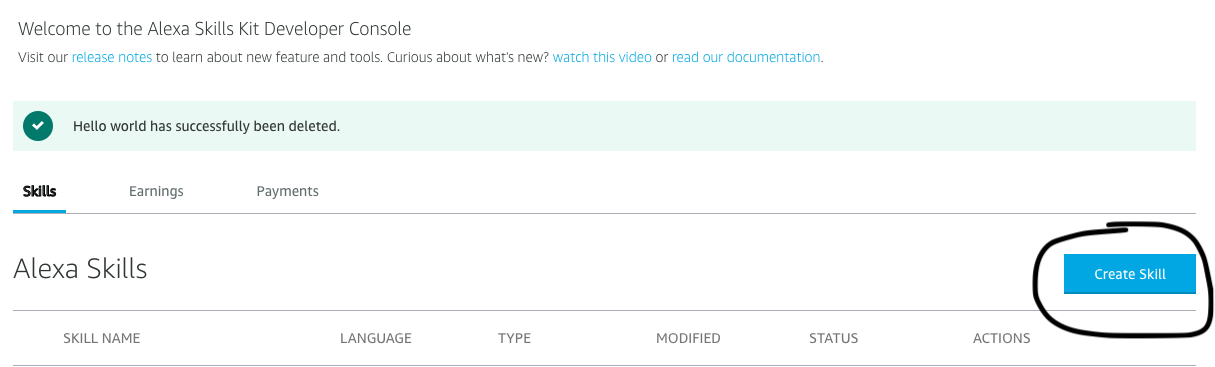 Welcome to the Alexa Skills Kit Developer Console
Visit our release notes to learn about new feature and tools. Curious about what's new? watch this video or read our documentation.
Hello world has successfully been deleted.
Skills Earnings Payments
Alexa Skills
Create Skill
SKILL NAME LANGUAGE TYPE MODIFIED STATUS ACTIONS